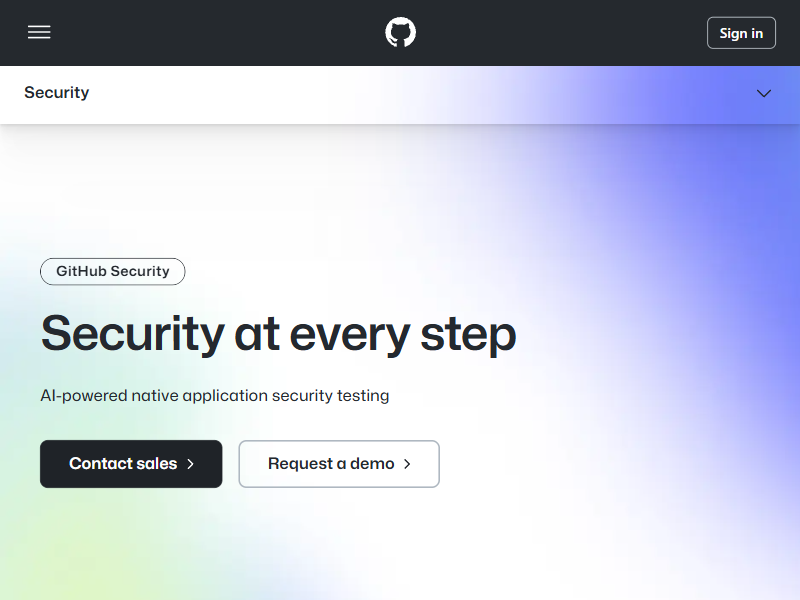 Sign in
Security
GitHub Security
Security at every step
AI-powered native application security testing
Contact sales
Request a demo